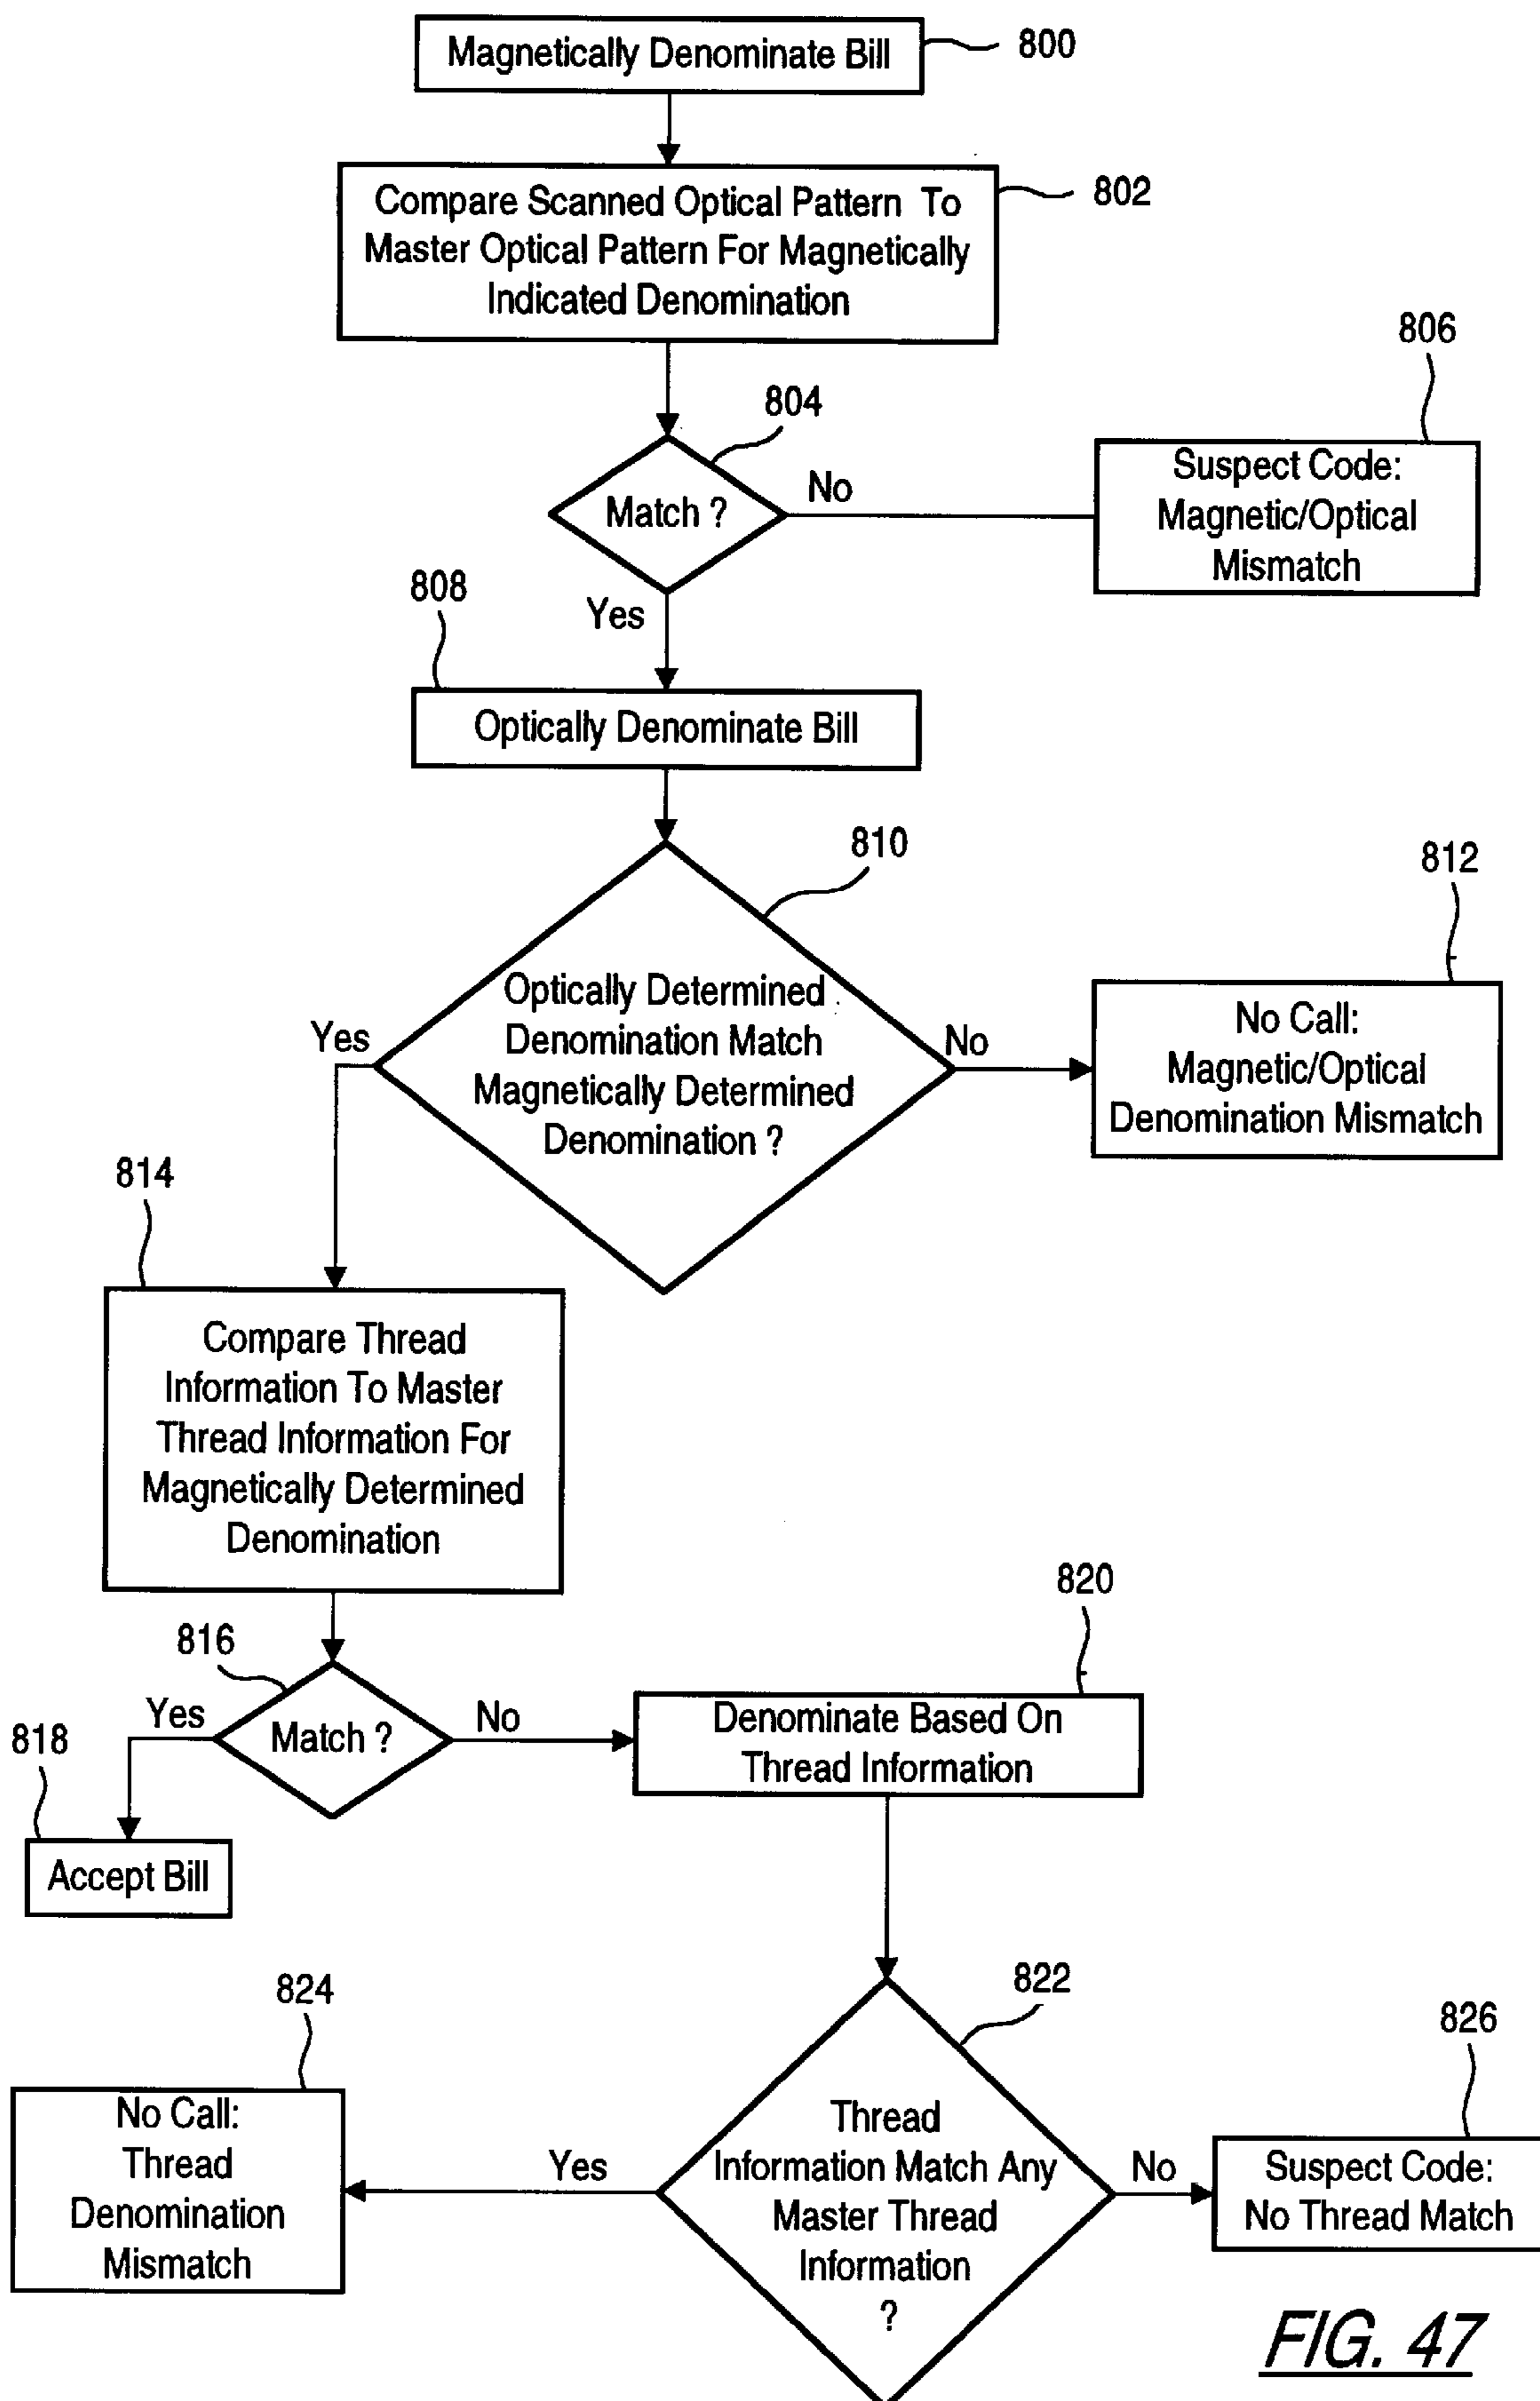 Magnetically Denominate Bill
800
Compare Scanned Optical Pattern To
Master Optical Pattern For Magnetically
Indicated Denomination
802
804
Match ?
No
806
Suspect Code:
Magnetic/Optical
Mismatch
Yes
808
Optically Denominate Bill
810
Optically Determined
Denomination Match
Magnetically Determined
Denomination ?
Yes
No
812
No Call:
Magnetic/Optical
Denomination Mismatch
814
Compare Thread
Information To Master
Thread Information For
Magnetically Determined
Denomination
816
Match ?
Yes
No
818
Accept Bill
820
Denominate Based On
Thread Information
822
Thread
Information Match Any
Master Thread
Information
?
Yes
No
824
No Call:
Thread
Denomination
Mismatch
826
Suspect Code:
No Thread Match
FIG. 47